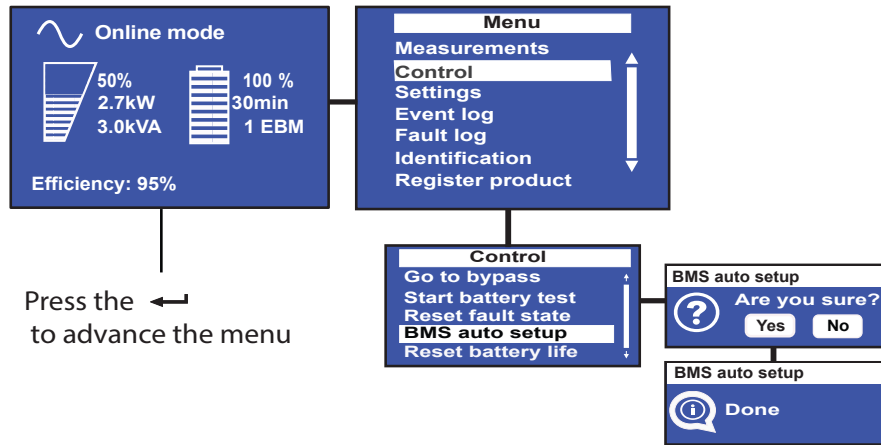 Online mode
50%
2.7kW
3.0kVA
100 %
30min
1 EBM
Efficiency: 95%
Press the
to advance the menu
Menu
Measurements
Control
Settings
Event log
Fault log
Identification
Register product
Control
Go to bypass
Start battery test
Reset fault state
BMS auto setup
Reset battery life
BMS auto setup
? Are you sure?
Yes No
BMS auto setup
i Done